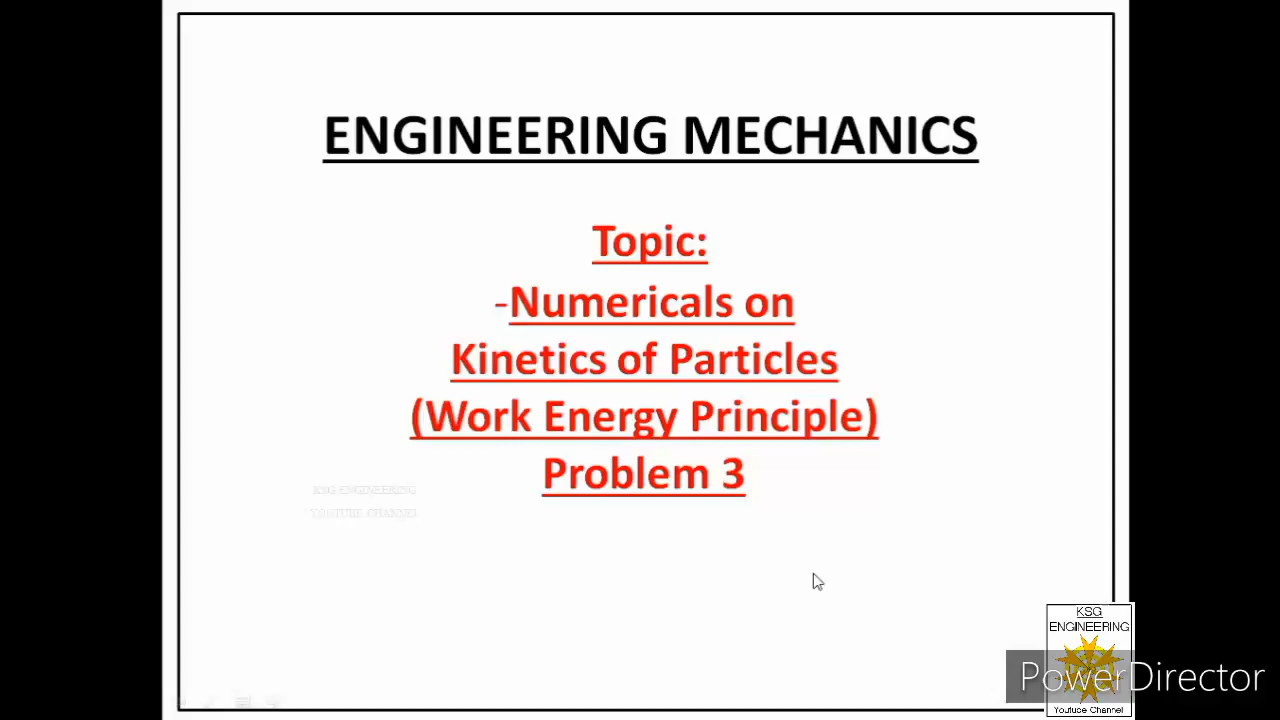 ENGINEERING MECHANICS
Topic:
-Numericals on
Kinetics of Particles
(Work Energy Principle)
Problem 3
KSG ENGINEERING
YOUTUBE CHANNEL
KSG
ENGINEERING
PowerDirector
Youtube Channel